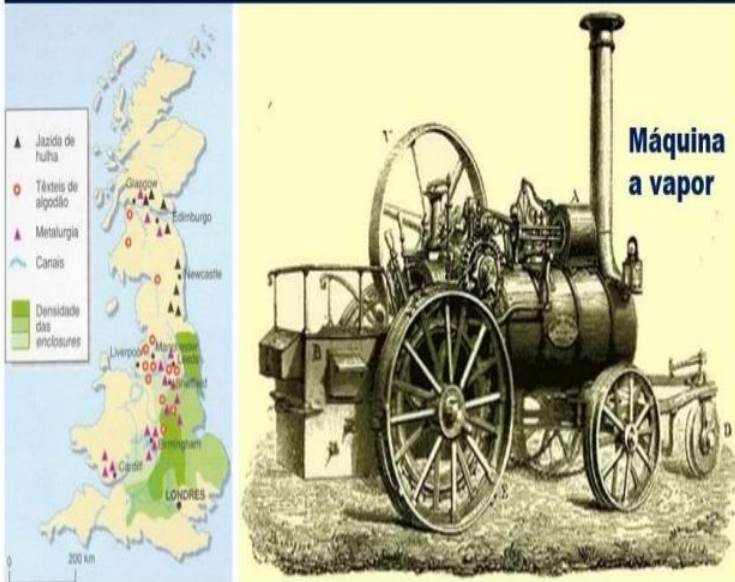 Jazida de
hulha
Têxteis de
algodão
Metalurgia
Canais
Densidade
das
enclosures
Glasgow
Edimburgo
Newcastle
Liverpool
Manchester
Leeds
Sheffield
Birmingham
Cardiff
LONDRES
0 200 km
Máquina
a vapor
A
B
E
D